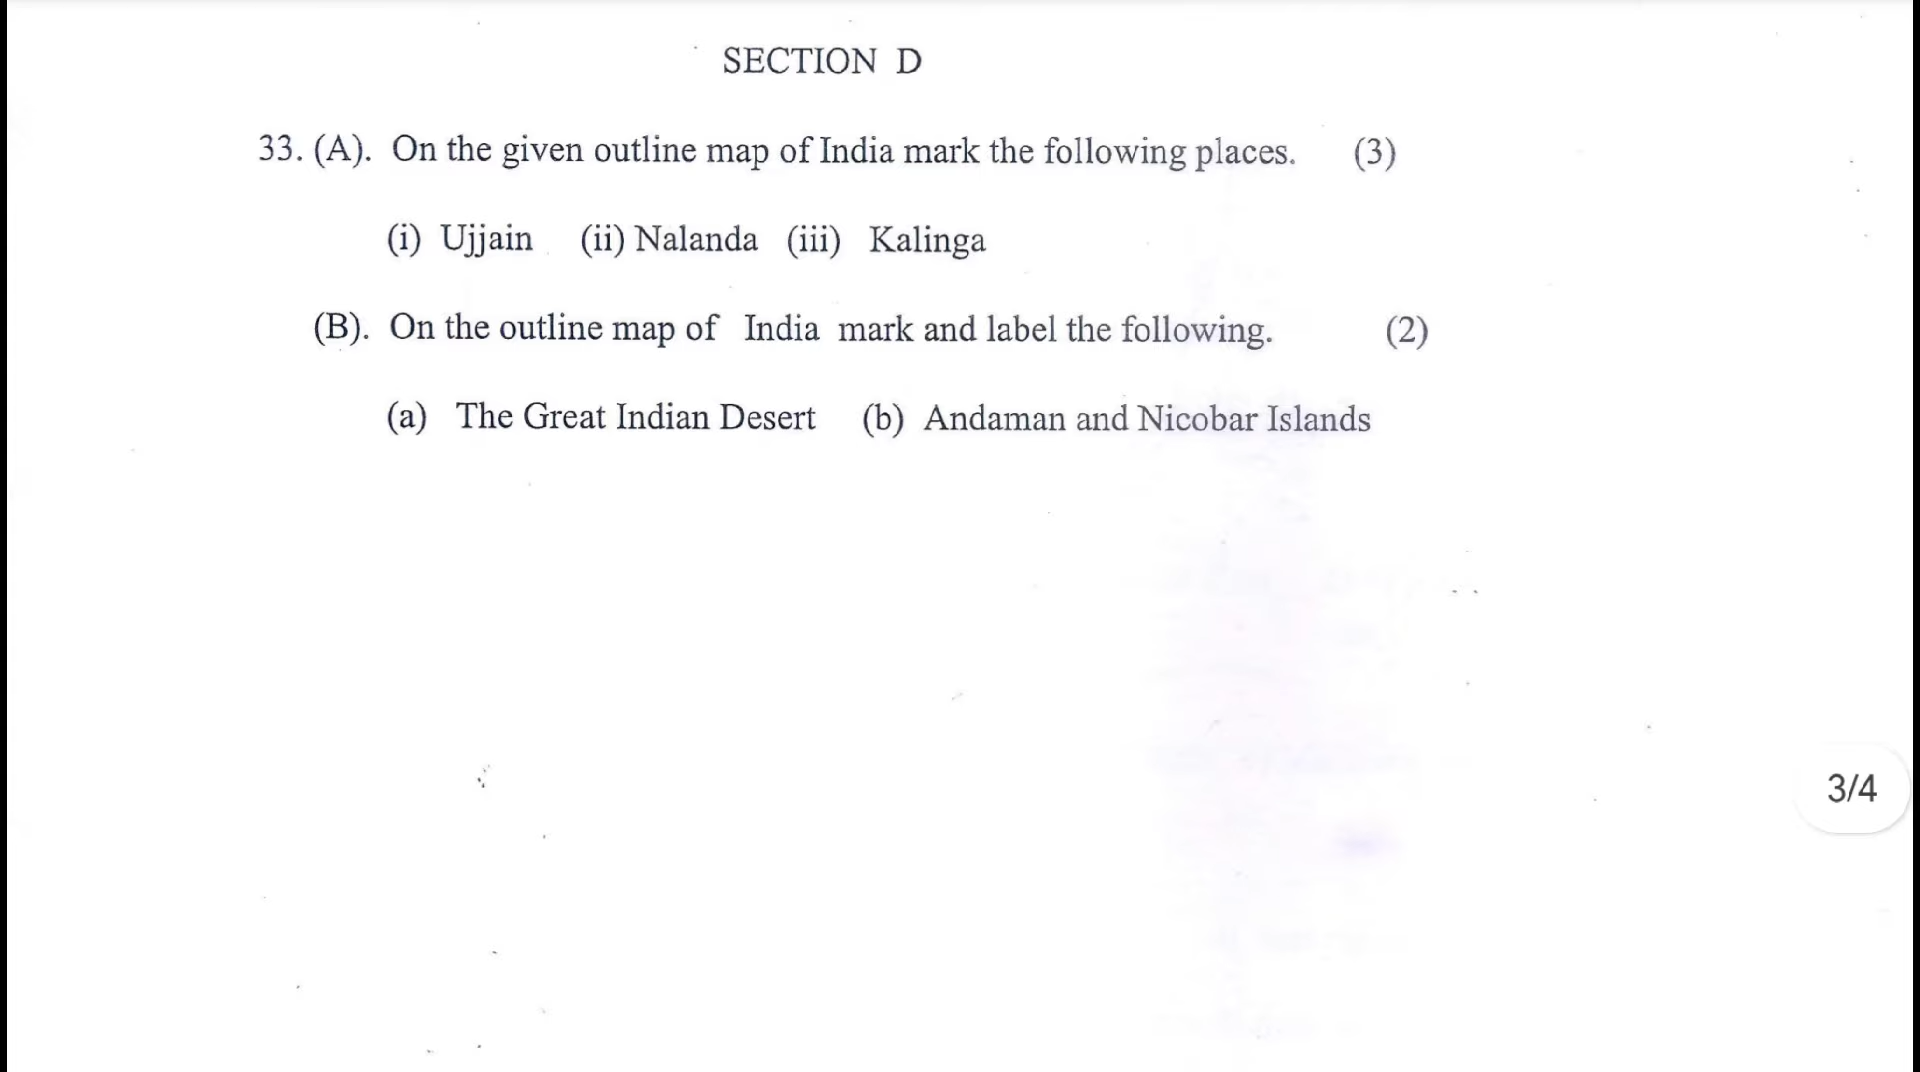 SECTION D
33. (A). On the given outline map of India mark the following places. (3)
(i) Ujjain (ii) Nalanda (iii) Kalinga
(B). On the outline map of India mark and label the following. (2)
(a) The Great Indian Desert (b) Andaman and Nicobar Islands
3/4